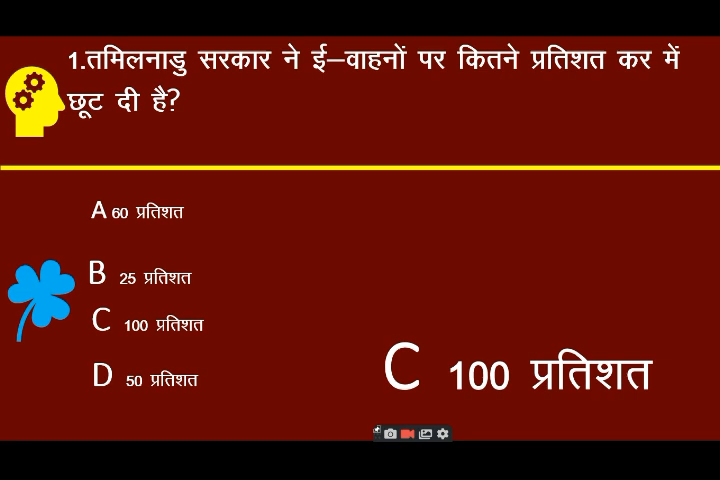 1.तमिलनाडु सरकार ने ई–वाहनों पर कितने प्रतिशत कर में
छूट दी है?
A 60 प्रतिशत
B 25 प्रतिशत
C 100 प्रतिशत
D 50 प्रतिशत
C 100 प्रतिशत